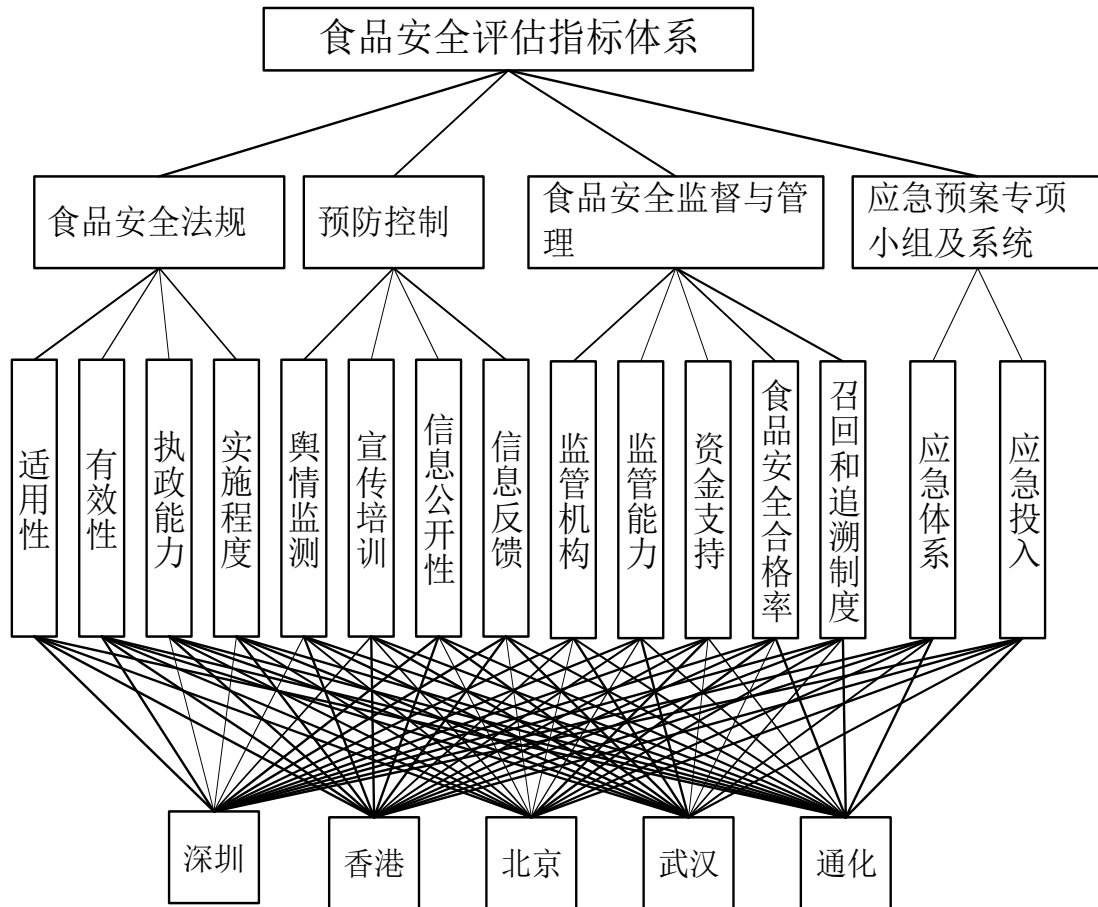 食品安全评估指标体系
食品安全法规
预防控制
食品安全监督与管
理
应急预案专项
小组及系统
适用性
有效性
执政能力
实施程度
舆情监测
宣传培训
信息公开性
信息反馈
监管机构
监管能力
资金支持
食品安全合格率
召回和追溯制度
应急体系
应急投入
深圳
香港
北京
武汉
通化